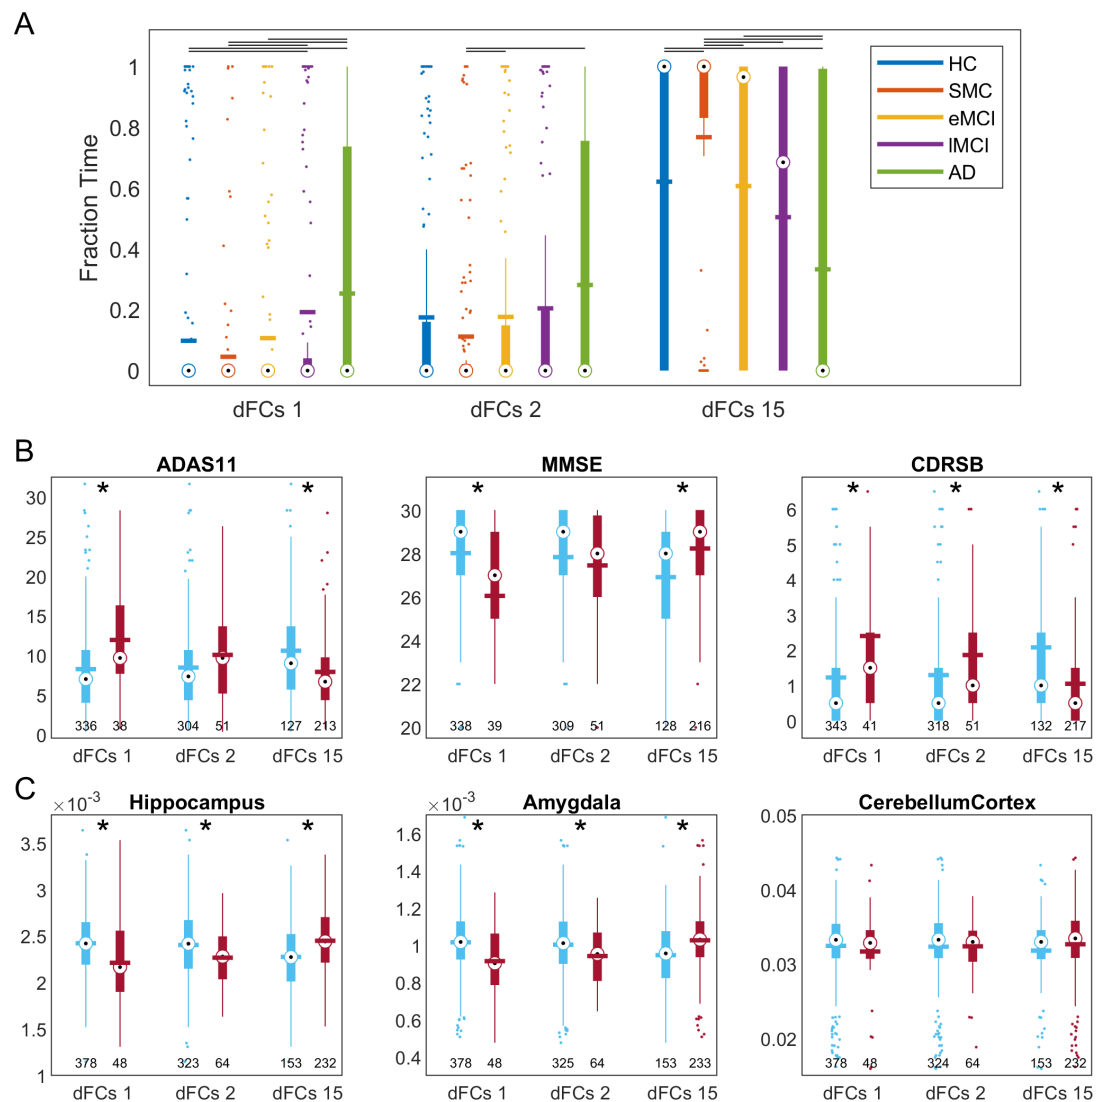 A
Fraction Time
1
0.8
0.6
0.4
0.2
0
dFCs 1 dFCs 2 dFCs 15
HC
SMC
eMCI
lMCI
AD
B
ADAS11
30
25
20
15
10
5
0
336 38 304 51 127 213
dFCs 1 dFCs 2 dFCs 15
* *
MMSE
30
28
26
24
22
20
338 39 309 51 128 216
dFCs 1 dFCs 2 dFCs 15
* *
CDRSB
6
5
4
3
2
1
0
343 41 318 51 132 217
dFCs 1 dFCs 2 dFCs 15
* * *
C
×10⁻³ Hippocampus
3.5
3
2.5
2
1.5
1
378 48 323 64 153 232
dFCs 1 dFCs 2 dFCs 15
* * *
×10⁻³ Amygdala
1.6
1.4
1.2
1
0.8
0.6
0.4
378 48 325 64 153 233
dFCs 1 dFCs 2 dFCs 15
* * *
CerebellumCortex
0.05
0.04
0.03
0.02
378 48 324 64 153 232
dFCs 1 dFCs 2 dFCs 15